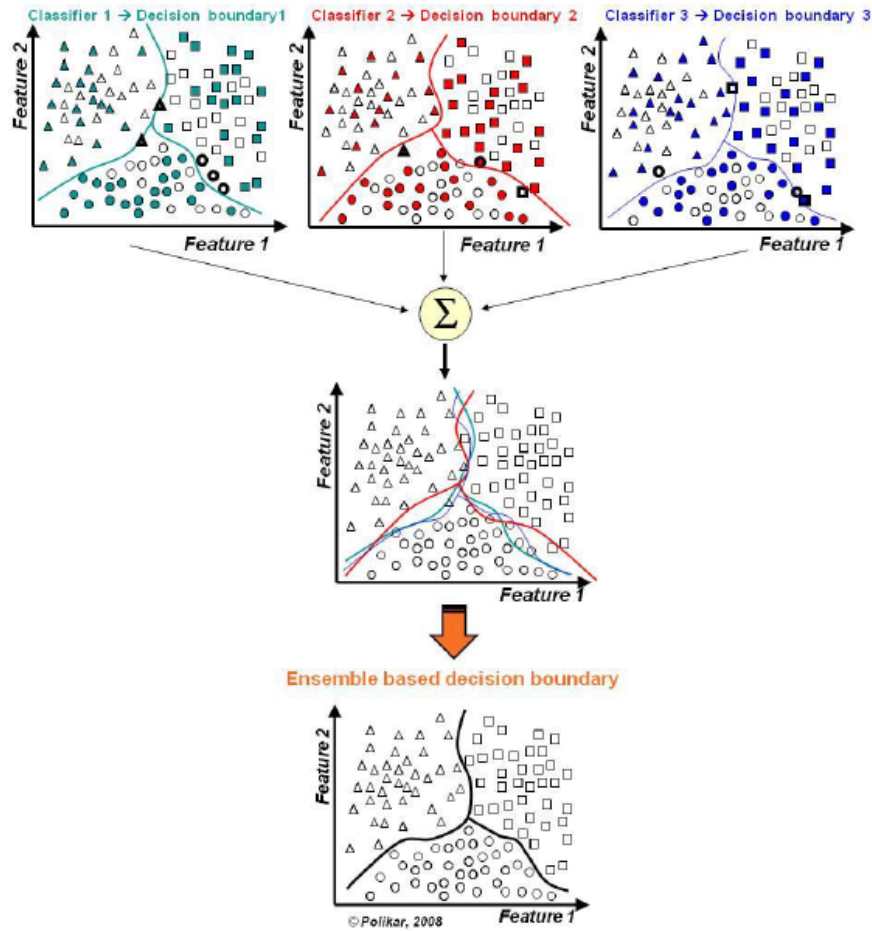 Classifier 1 → Decision boundary1
Classifier 2 → Decision boundary 2
Classifier 3 → Decision boundary 3
Feature 2
Feature 1
Feature 2
Feature 1
Feature 2
Feature 1
Σ
Feature 2
Feature 1
Ensemble based decision boundary
Feature 2
Feature 1
©Polikar, 2008